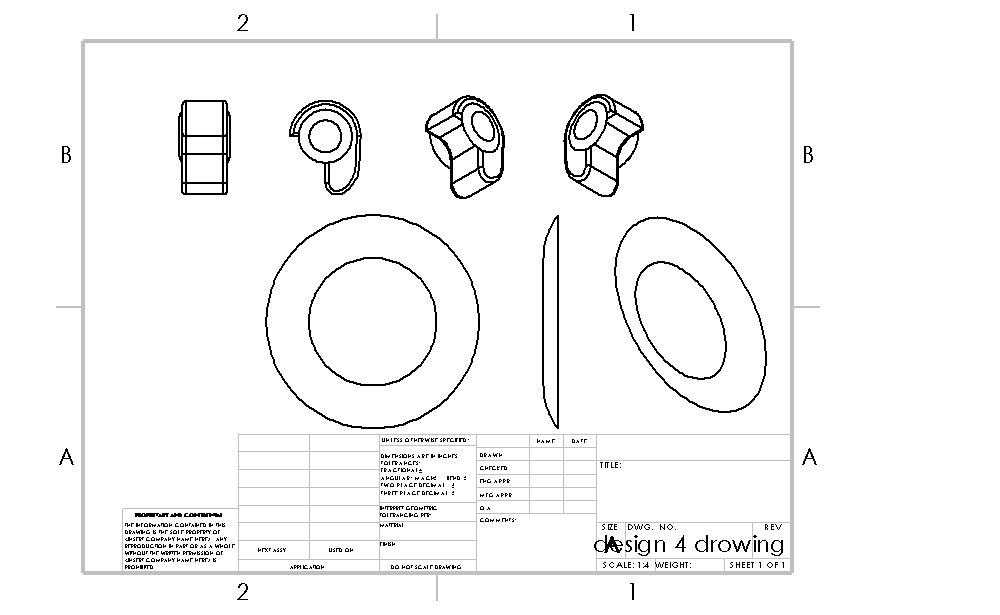 2 1
B B
A A
UNLESS OTHERWISE SPECIFIED:
NAME DATE
DIMENSIONS ARE IN INCHES
TOLERANCES:
FRACTIONAL ±
TWO PLACE DECIMAL ±
THREE PLACE DECIMAL ±
DRAWN
CHECKED
ENG APPR.
MFG APPR.
Q.A.
COMMENTS:
INTERPRET GEOMETRIC
TOLERANCING PER:
MATERIAL
FINISH
TITLE:
PROPRIETARY AND CONFIDENTIAL
THE INFORMATION CONTAINED IN THIS
DRAWING IS THE SOLE PROPERTY OF
<INSERT COMPANY NAME HERE>. ANY
REPRODUCTION IN PART OR AS A WHOLE
WITHOUT THE WRITTEN PERMISSION OF
<INSERT COMPANY NAME HERE> IS
PROHIBITED.
NEXT ASSY USED ON
APPLICATION
DO NOT SCALE DRAWING
SIZE DWG. NO. REV
A design 4 drowing
SCALE: 1:4 WEIGHT: SHEET 1 OF 1
2 1